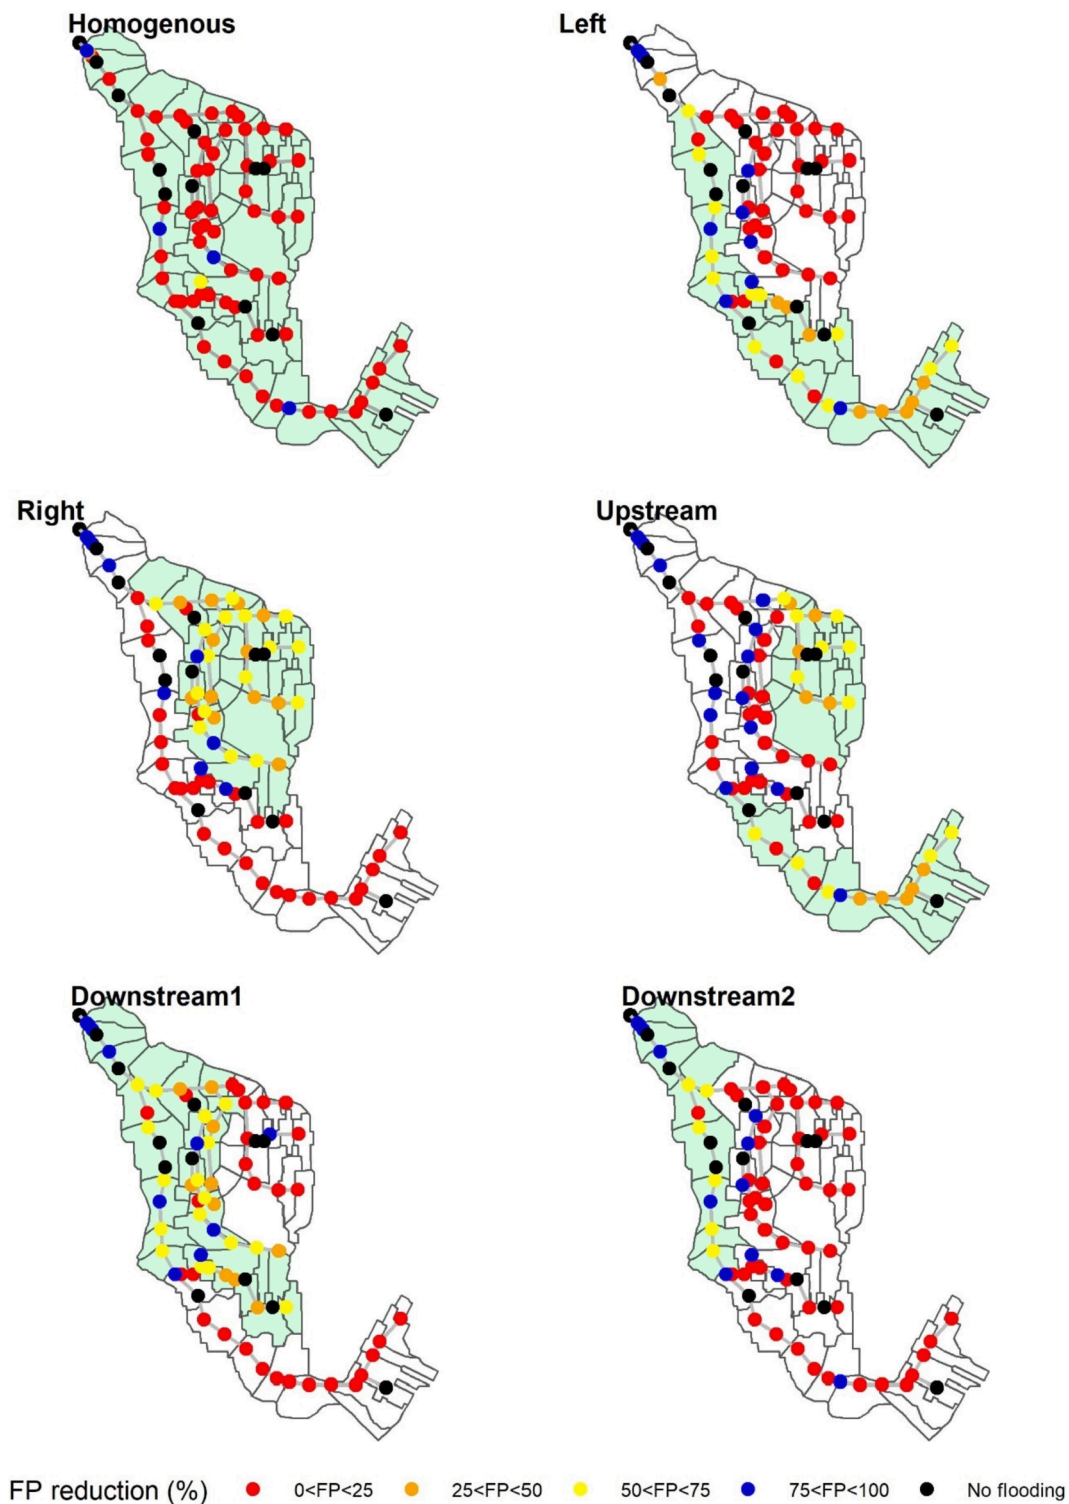 Homogenous
Left
Right
Upstream
Downstream1
Downstream2
FP reduction (%) 0<FP<25 25<FP<50 50<FP<75 75<FP<100 No flooding